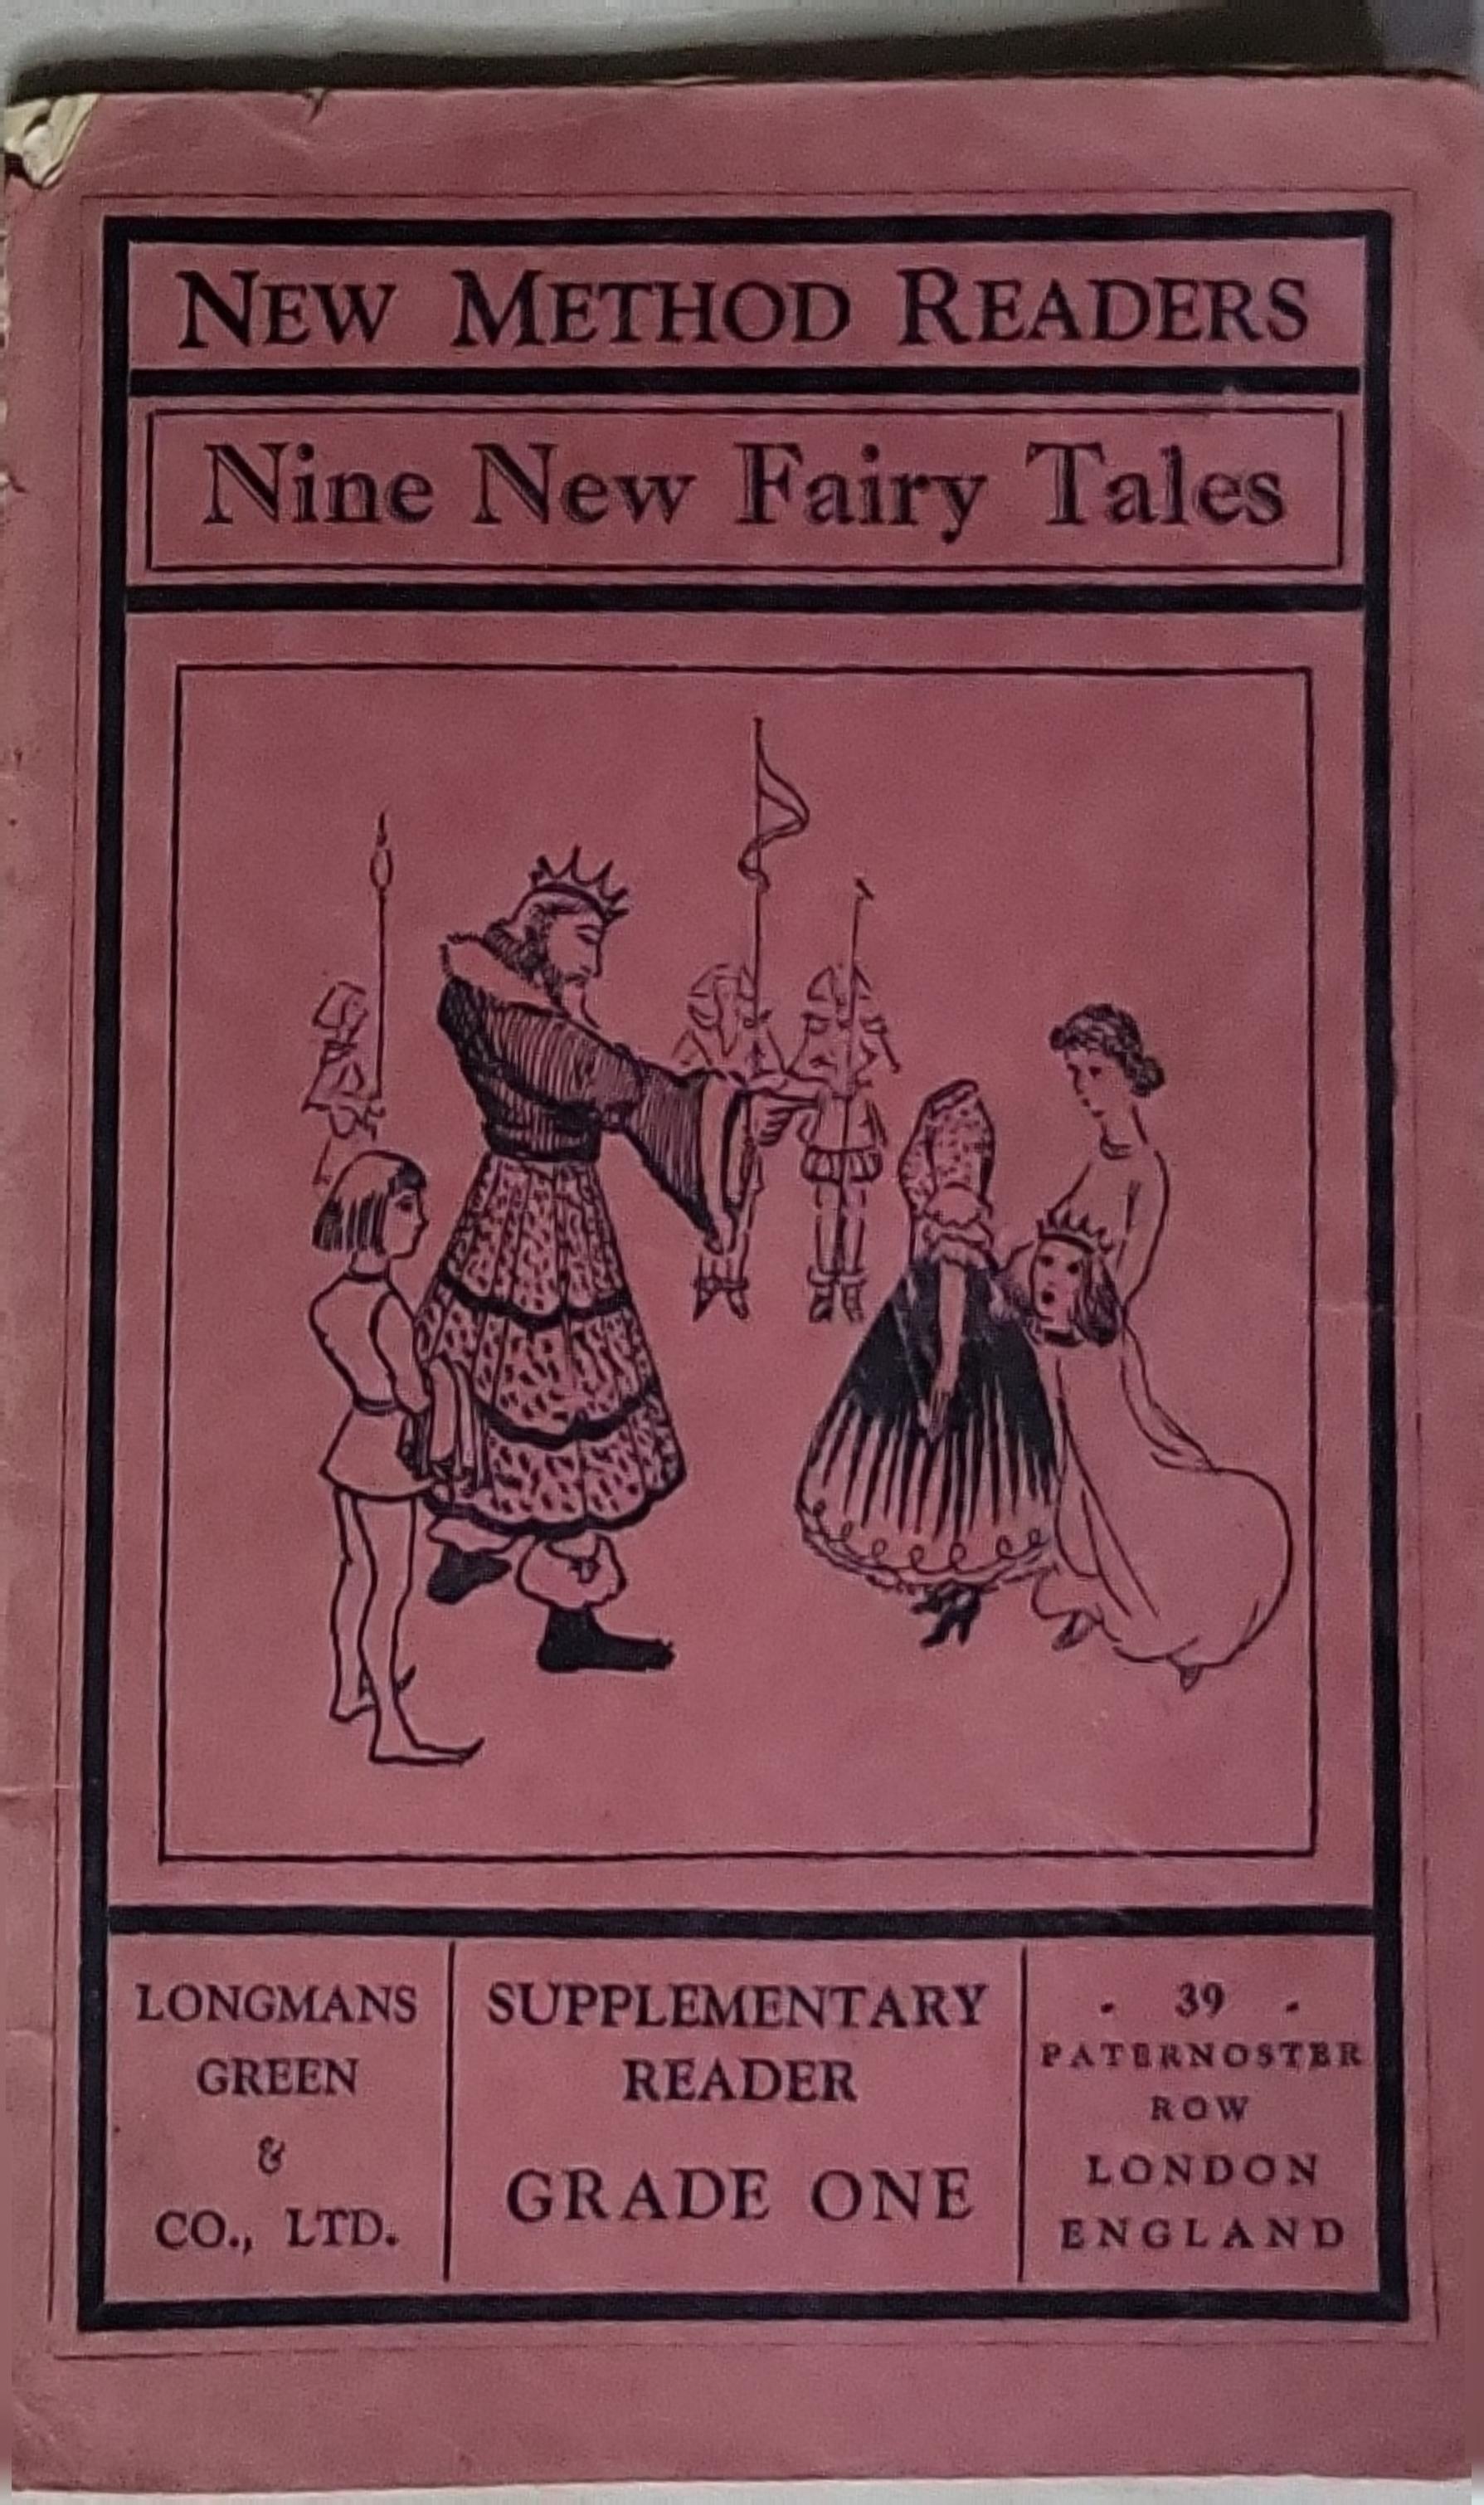 NEW METHOD READERS
Nine New Fairy Tales
LONGMANS
GREEN
&
CO., LTD.
SUPPLEMENTARY
READER
GRADE ONE
· 39 ·
PATERNOSTER
ROW
LONDON
ENGLAND